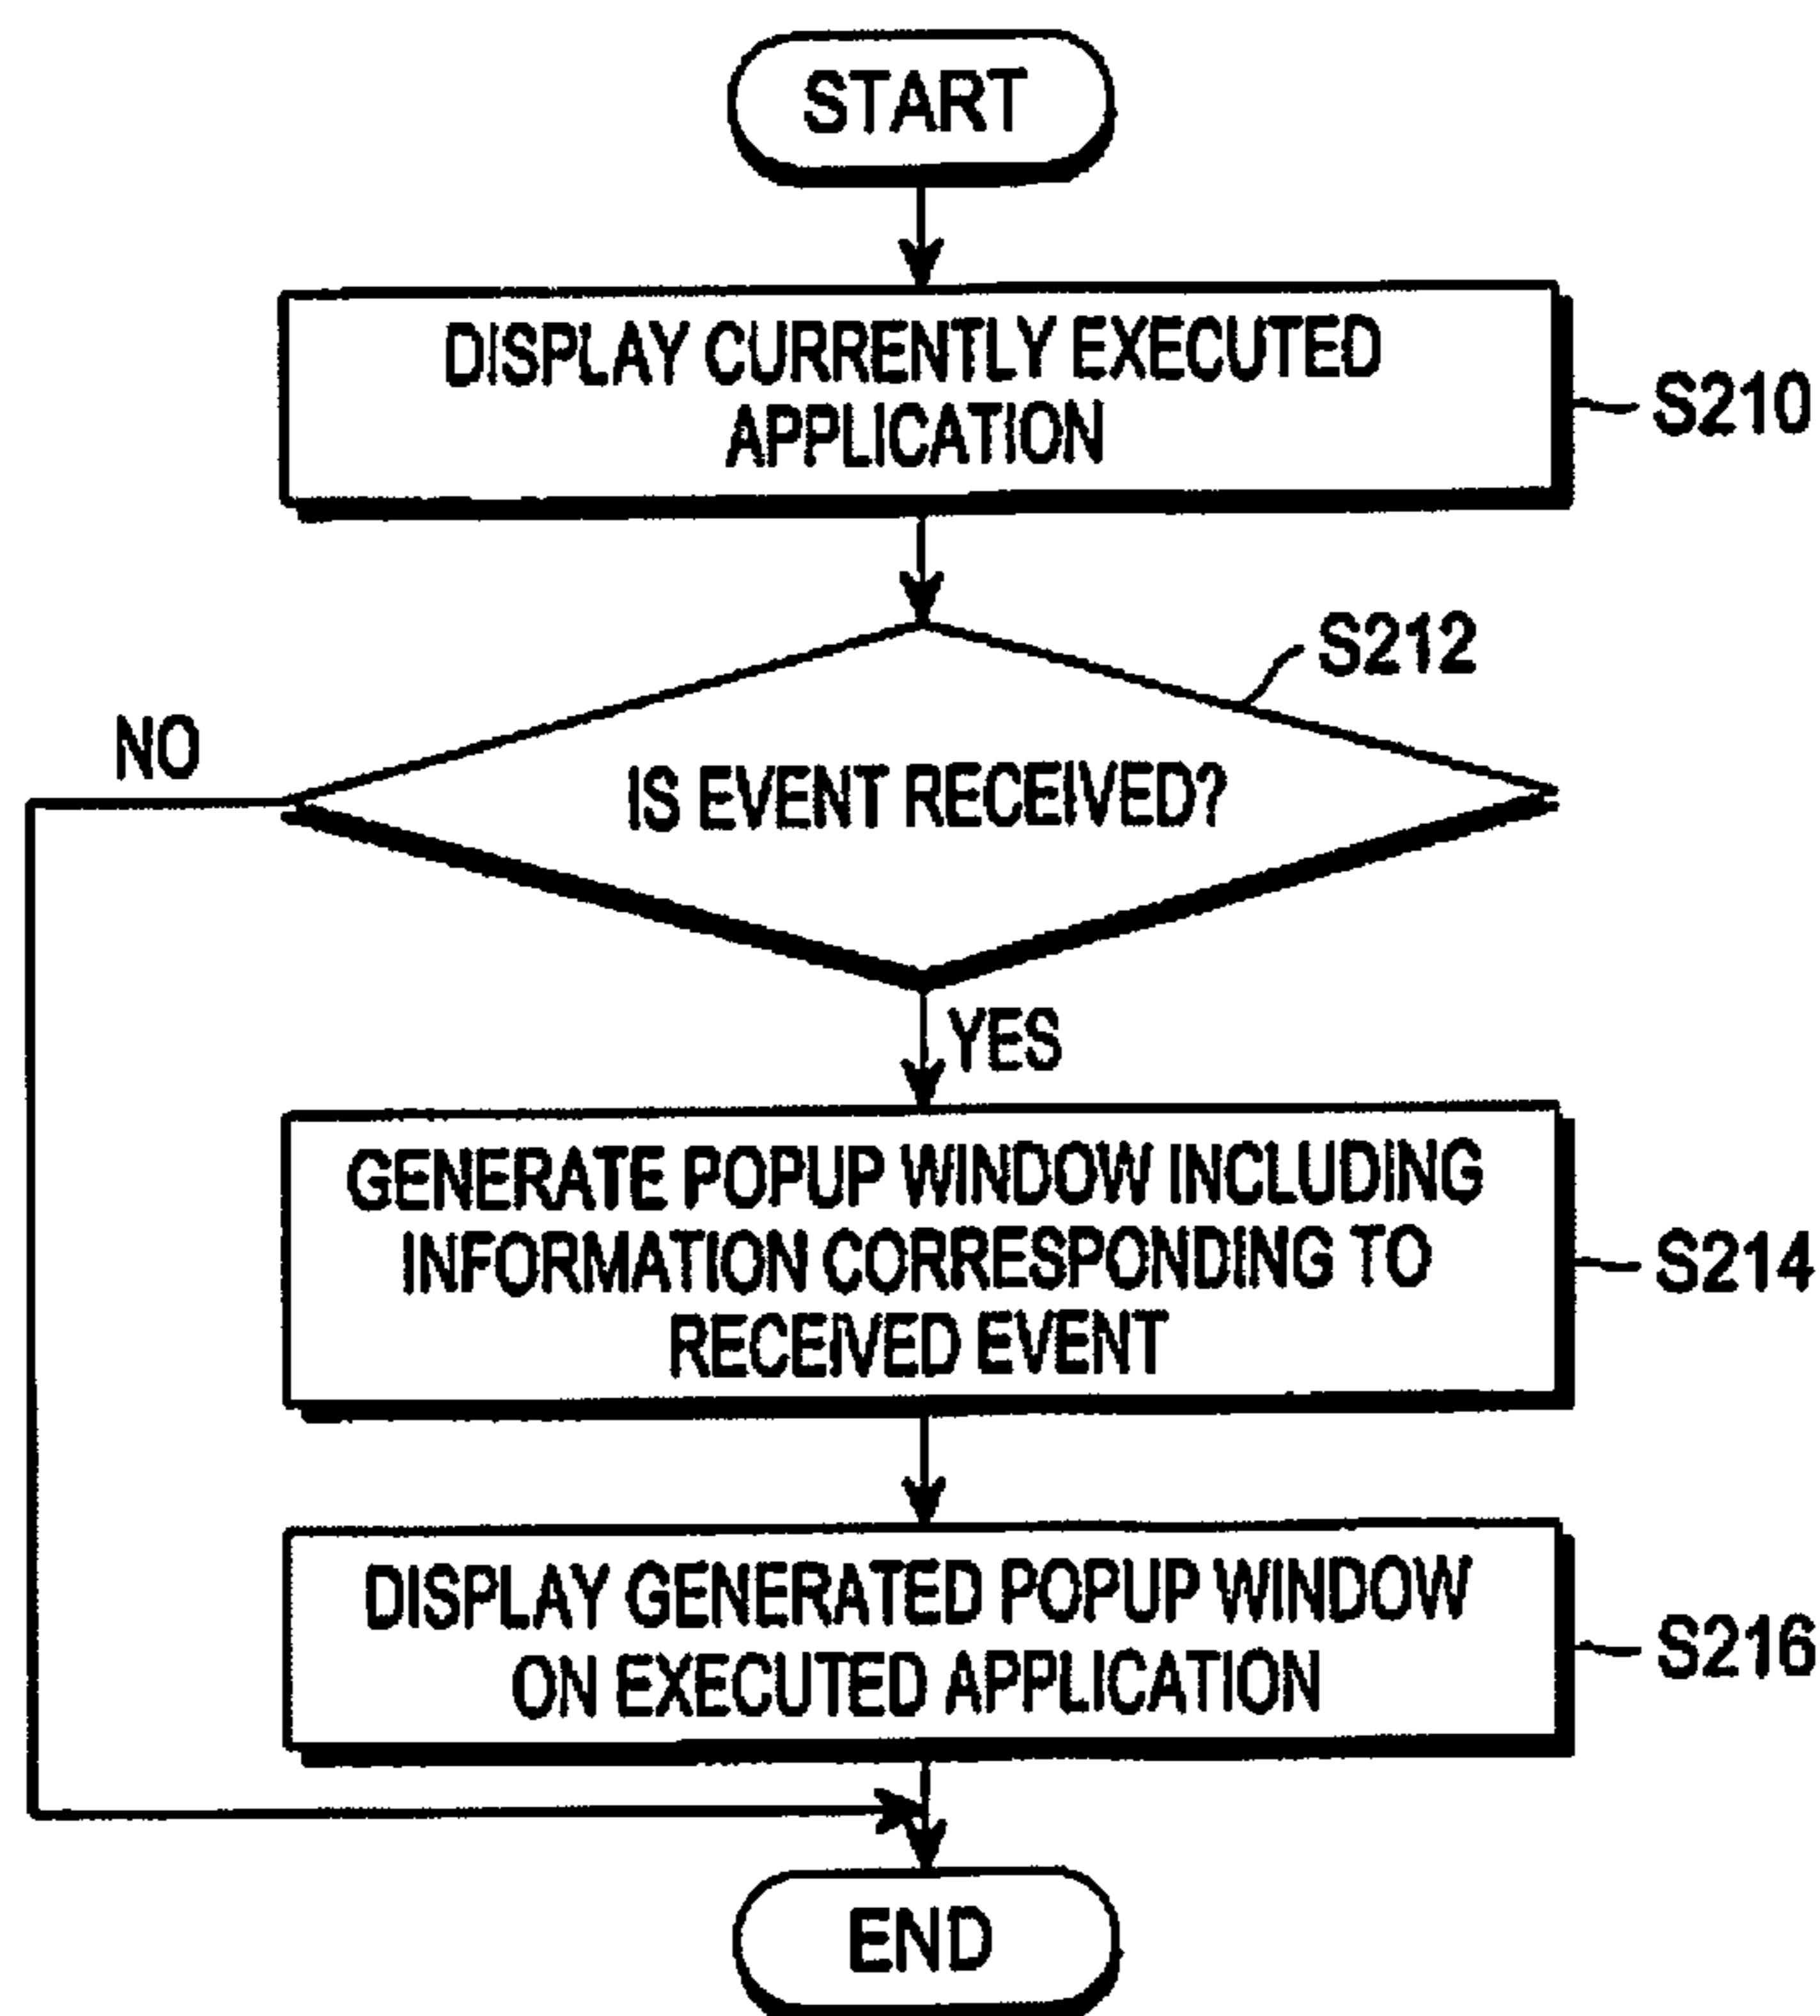 START
DISPLAY CURRENTLY EXECUTED
APPLICATION
S210
S212
NO
IS EVENT RECEIVED?
YES
GENERATE POPUP WINDOW INCLUDING
INFORMATION CORRESPONDING TO
RECEIVED EVENT
S214
DISPLAY GENERATED POPUP WINDOW
ON EXECUTED APPLICATION
S216
END